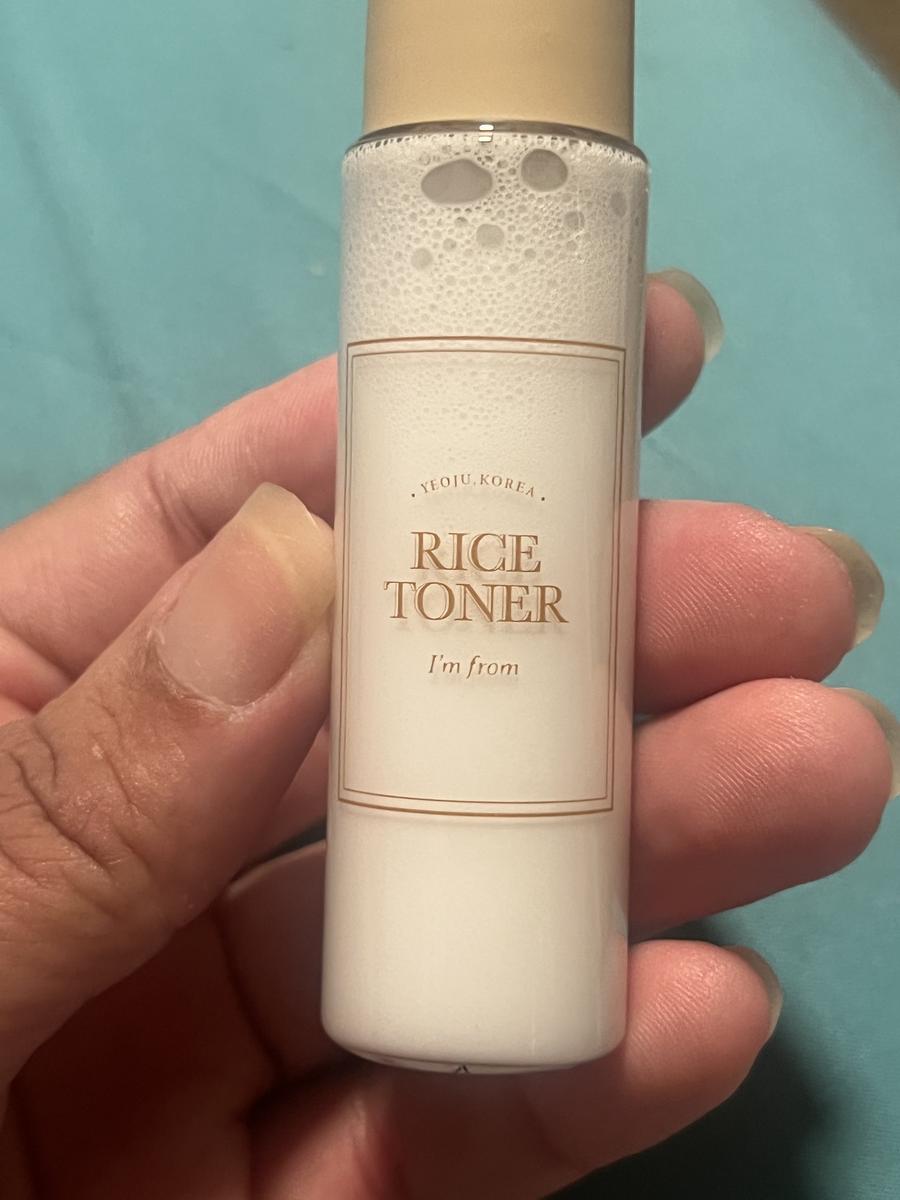 · YEOJU, KOREA ·
RICE
TONER
I'm from